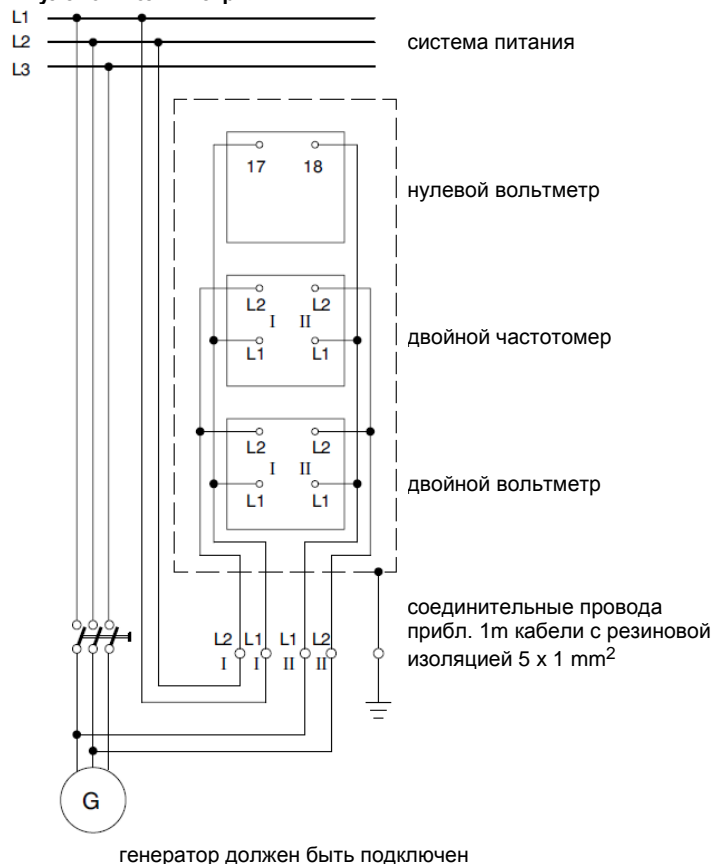 L1
L2
L3
система питания
17 18
нулевой вольтметр
L2 L2
I II
L1 L1
двойной частотомер
L2 L2
I II
L1 L1
двойной вольтметр
соединительные провода
прибл. 1m кабели с резиновой
изоляцией 5 x 1 mm²
L2 L1 L1 L2
I I II II
G
генератор должен быть подключен